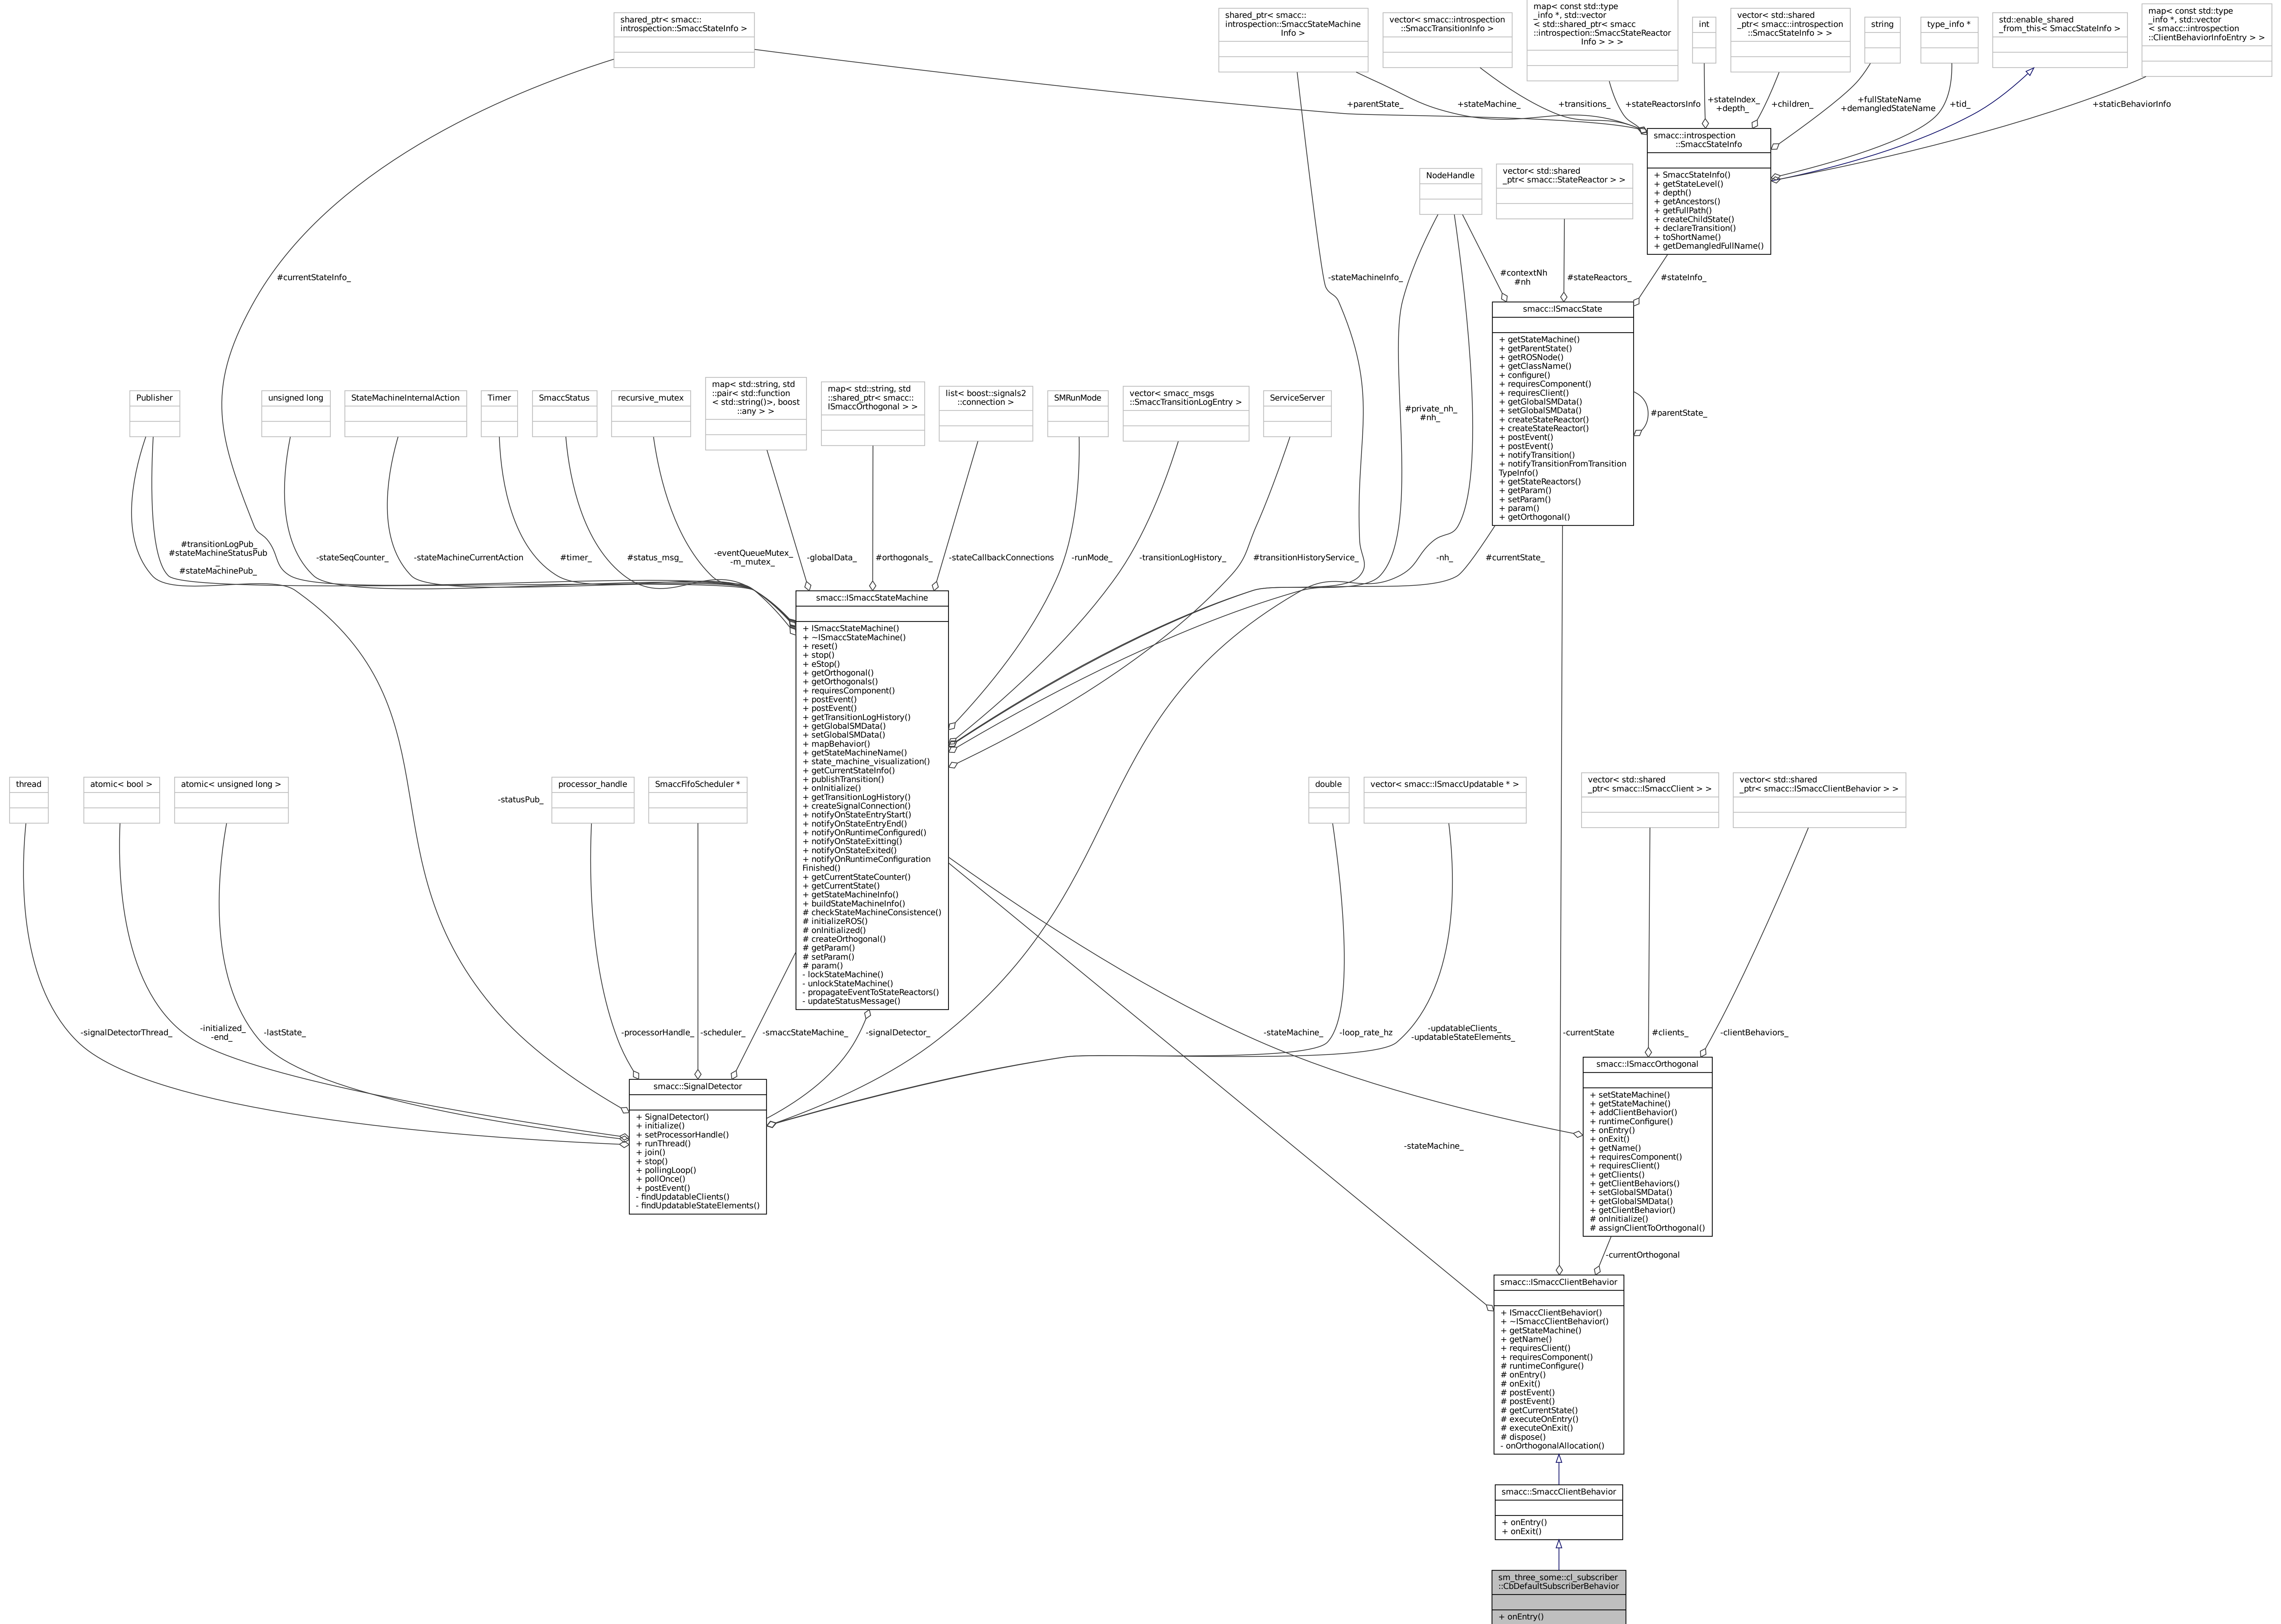 shared_ptr< smacc::
introspection::SmaccStateInfo >
shared_ptr< smacc::
introspection::SmaccStateMachine
Info >
vector< smacc::introspection
::SmaccTransitionInfo >
map< const std::type
_info *, std::vector
< std::shared_ptr< smacc
::introspection::SmaccStateReactor
Info > > >
int
vector< std::shared
_ptr< smacc::introspection
::SmaccStateInfo > >
string
type_info *
std::enable_shared
_from_this< SmaccStateInfo >
map< const std::type
_info *, std::vector
< smacc::introspection
::ClientBehaviorInfoEntry > >
+parentState_
+stateMachine_
+transitions_
+stateReactorsInfo
+stateIndex_
+depth_
+children_
+fullStateName
+demangledStateName
+tid_
+staticBehaviorInfo
smacc::introspection
::SmaccStateInfo
+ SmaccStateInfo()
+ getStateLevel()
+ depth()
+ getAncestors()
+ getFullPath()
+ createChildState()
+ declareTransition()
+ toShortName()
+ getDemangledFullName()
NodeHandle
vector< std::shared
_ptr< smacc::StateReactor > >
#currentStateInfo_
-stateMachineInfo_
#contextNh
#nh
#stateReactors_
#stateInfo_
smacc::ISmaccState
+ getStateMachine()
+ getParentState()
+ getROSNode()
+ getClassName()
+ configure()
+ requiresComponent()
+ requiresClient()
+ getGlobalSMData()
+ setGlobalSMData()
+ createStateReactor()
+ createStateReactor()
+ postEvent()
+ postEvent()
+ notifyTransition()
+ notifyTransitionFromTransition
TypeInfo()
+ getStateReactors()
+ getParam()
+ setParam()
+ param()
+ getOrthogonal()
#parentState_
Publisher
unsigned long
StateMachineInternalAction
Timer
SmaccStatus
recursive_mutex
map< std::string, std
::pair< std::function
< std::string()>, boost
::any > >
map< std::string, std
::shared_ptr< smacc::
ISmaccOrthogonal > >
list< boost::signals2
::connection >
SMRunMode
vector< smacc_msgs
::SmaccTransitionLogEntry >
ServiceServer
#private_nh_
#nh_
#transitionLogPub_
#stateMachineStatusPub
_
#stateMachinePub_
-stateSeqCounter_
-stateMachineCurrentAction
#timer_
#status_msg_
-eventQueueMutex_
-m_mutex_
-globalData_
#orthogonals_
-stateCallbackConnections
-runMode_
-transitionLogHistory_
#transitionHistoryService_
-nh_
#currentState_
smacc::ISmaccStateMachine
+ ISmaccStateMachine()
+ ~ISmaccStateMachine()
+ reset()
+ stop()
+ eStop()
+ getOrthogonal()
+ getOrthogonals()
+ requiresComponent()
+ postEvent()
+ postEvent()
+ getTransitionLogHistory()
+ getGlobalSMData()
+ setGlobalSMData()
+ mapBehavior()
+ getStateMachineName()
+ state_machine_visualization()
+ getCurrentStateInfo()
+ publishTransition()
+ onInitialize()
+ getTransitionLogHistory()
+ createSignalConnection()
+ notifyOnStateEntryStart()
+ notifyOnStateEntryEnd()
+ notifyOnRuntimeConfigured()
+ notifyOnStateExitting()
+ notifyOnStateExited()
+ notifyOnRuntimeConfiguration
Finished()
+ getCurrentStateCounter()
+ getCurrentState()
+ getStateMachineInfo()
+ buildStateMachineInfo()
# checkStateMachineConsistence()
# initializeROS()
# onInitialized()
# createOrthogonal()
# getParam()
# setParam()
# param()
- lockStateMachine()
- unlockStateMachine()
- propagateEventToStateReactors()
- updateStatusMessage()
thread
atomic< bool >
atomic< unsigned long >
-statusPub_
processor_handle
SmaccFifoScheduler *
double
vector< smacc::ISmaccUpdatable * >
vector< std::shared
_ptr< smacc::ISmaccClient > >
vector< std::shared
_ptr< smacc::ISmaccClientBehavior > >
-signalDetectorThread_
-initialized_
-end_
-lastState_
-processorHandle_
-scheduler_
-smaccStateMachine_
-signalDetector_
-stateMachine_
-loop_rate_hz
-updatableClients_
-updatableStateElements_
-currentState
#clients_
-clientBehaviors_
smacc::SignalDetector
+ SignalDetector()
+ initialize()
+ setProcessorHandle()
+ runThread()
+ join()
+ stop()
+ pollingLoop()
+ pollOnce()
+ postEvent()
- findUpdatableClients()
- findUpdatableStateElements()
smacc::ISmaccOrthogonal
+ setStateMachine()
+ getStateMachine()
+ addClientBehavior()
+ runtimeConfigure()
+ onEntry()
+ onExit()
+ getName()
+ requiresComponent()
+ requiresClient()
+ getClients()
+ getClientBehaviors()
+ setGlobalSMData()
+ getGlobalSMData()
+ getClientBehavior()
# onInitialize()
# assignClientToOrthogonal()
-stateMachine_
-currentOrthogonal
smacc::ISmaccClientBehavior
+ ISmaccClientBehavior()
+ ~ISmaccClientBehavior()
+ getStateMachine()
+ getName()
+ requiresClient()
+ requiresComponent()
# runtimeConfigure()
# onEntry()
# onExit()
# postEvent()
# postEvent()
# getCurrentState()
# executeOnEntry()
# executeOnExit()
# dispose()
- onOrthogonalAllocation()
smacc::SmaccClientBehavior
+ onEntry()
+ onExit()
sm_three_some::cl_subscriber
::CbDefaultSubscriberBehavior
+ onEntry()